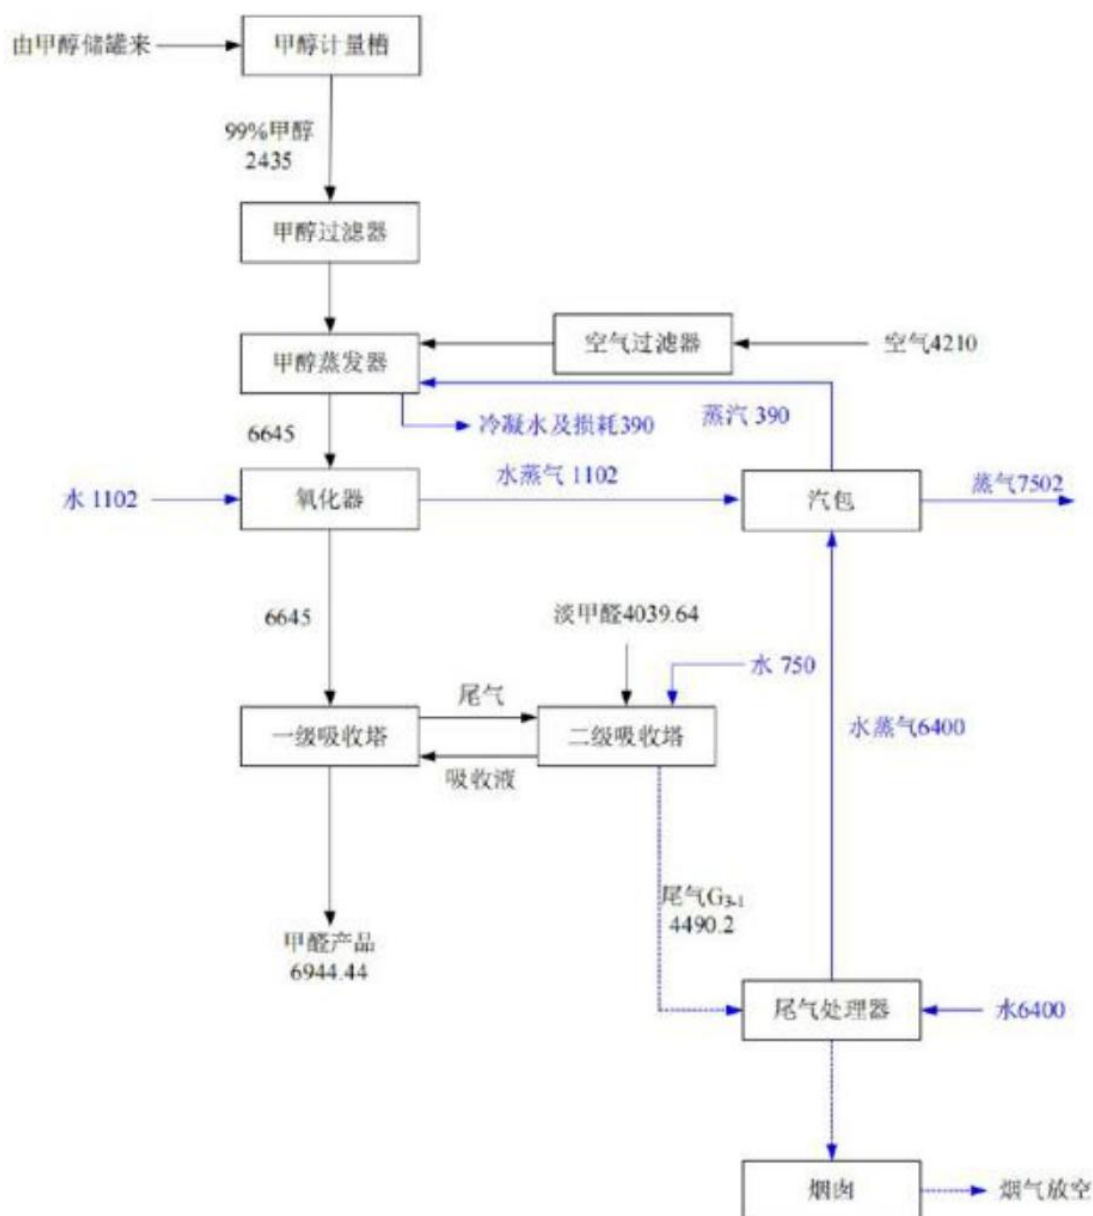 由甲醇储罐来
甲醇计量槽
99%甲醇
2435
甲醇过滤器
空气过滤器
空气4210
甲醇蒸发器
冷凝水及损耗390
蒸汽 390
6645
水 1102
氧化器
水蒸气 1102
汽包
蒸气7502
6645
淡甲醛4039.64
水 750
尾气
一级吸收塔
二级吸收塔
水蒸气6400
吸收液
尾气G3-1
4490.2
甲醛产品
6944.44
尾气处理器
水6400
烟囱
烟气放空